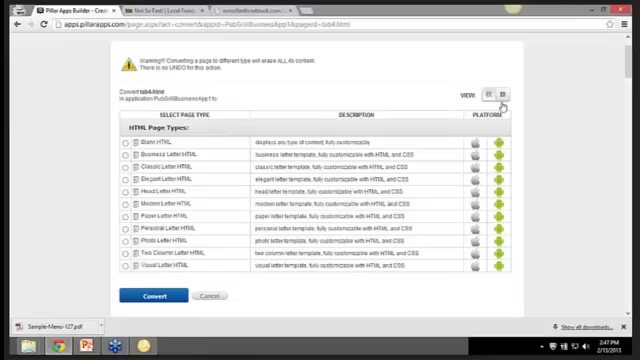 Pillar Apps Builder - Creat
Not So Fast! | Local Food
notsofastfoodtruck.com/
apps.pillarapps.com/page.aspx?act=convert&appid=PubGrillBusinessApp1&pageid=tab4.html
Warning!!! Converting a page to different type will erase ALL its content.
There is no UNDO for this action.
Convert tab4.html
In application PubGrillBusinessApp1 to
VIEW:
SELECT PAGE TYPE DESCRIPTION PLATFORM
HTML Page Types:
Blank HTML displays any type of content, fully customizable
Business Letter HTML business letter template, fully customizable with HTML and CSS
Classic Letter HTML classic letter template, fully customizable with HTML and CSS
Elegant Letter HTML elegant letter template, fully customizable with HTML and CSS
Head Letter HTML head letter template, fully customizable with HTML and CSS
Modern Letter HTML modern letter template, fully customizable with HTML and CSS
Paper Letter HTML paper letter template, fully customizable with HTML and CSS
Personal Letter HTML personal letter template, fully customizable with HTML and CSS
Photo Letter HTML photo letter template, fully customizable with HTML and CSS
Two Column Letter HTML two column letter template, fully customizable with HTML and CSS
Visual Letter HTML visual letter template, fully customizable with HTML and CSS
Convert Cancel
Sample-Menu-127.pdf
Show all downloads...
2:47 PM
2/13/2013